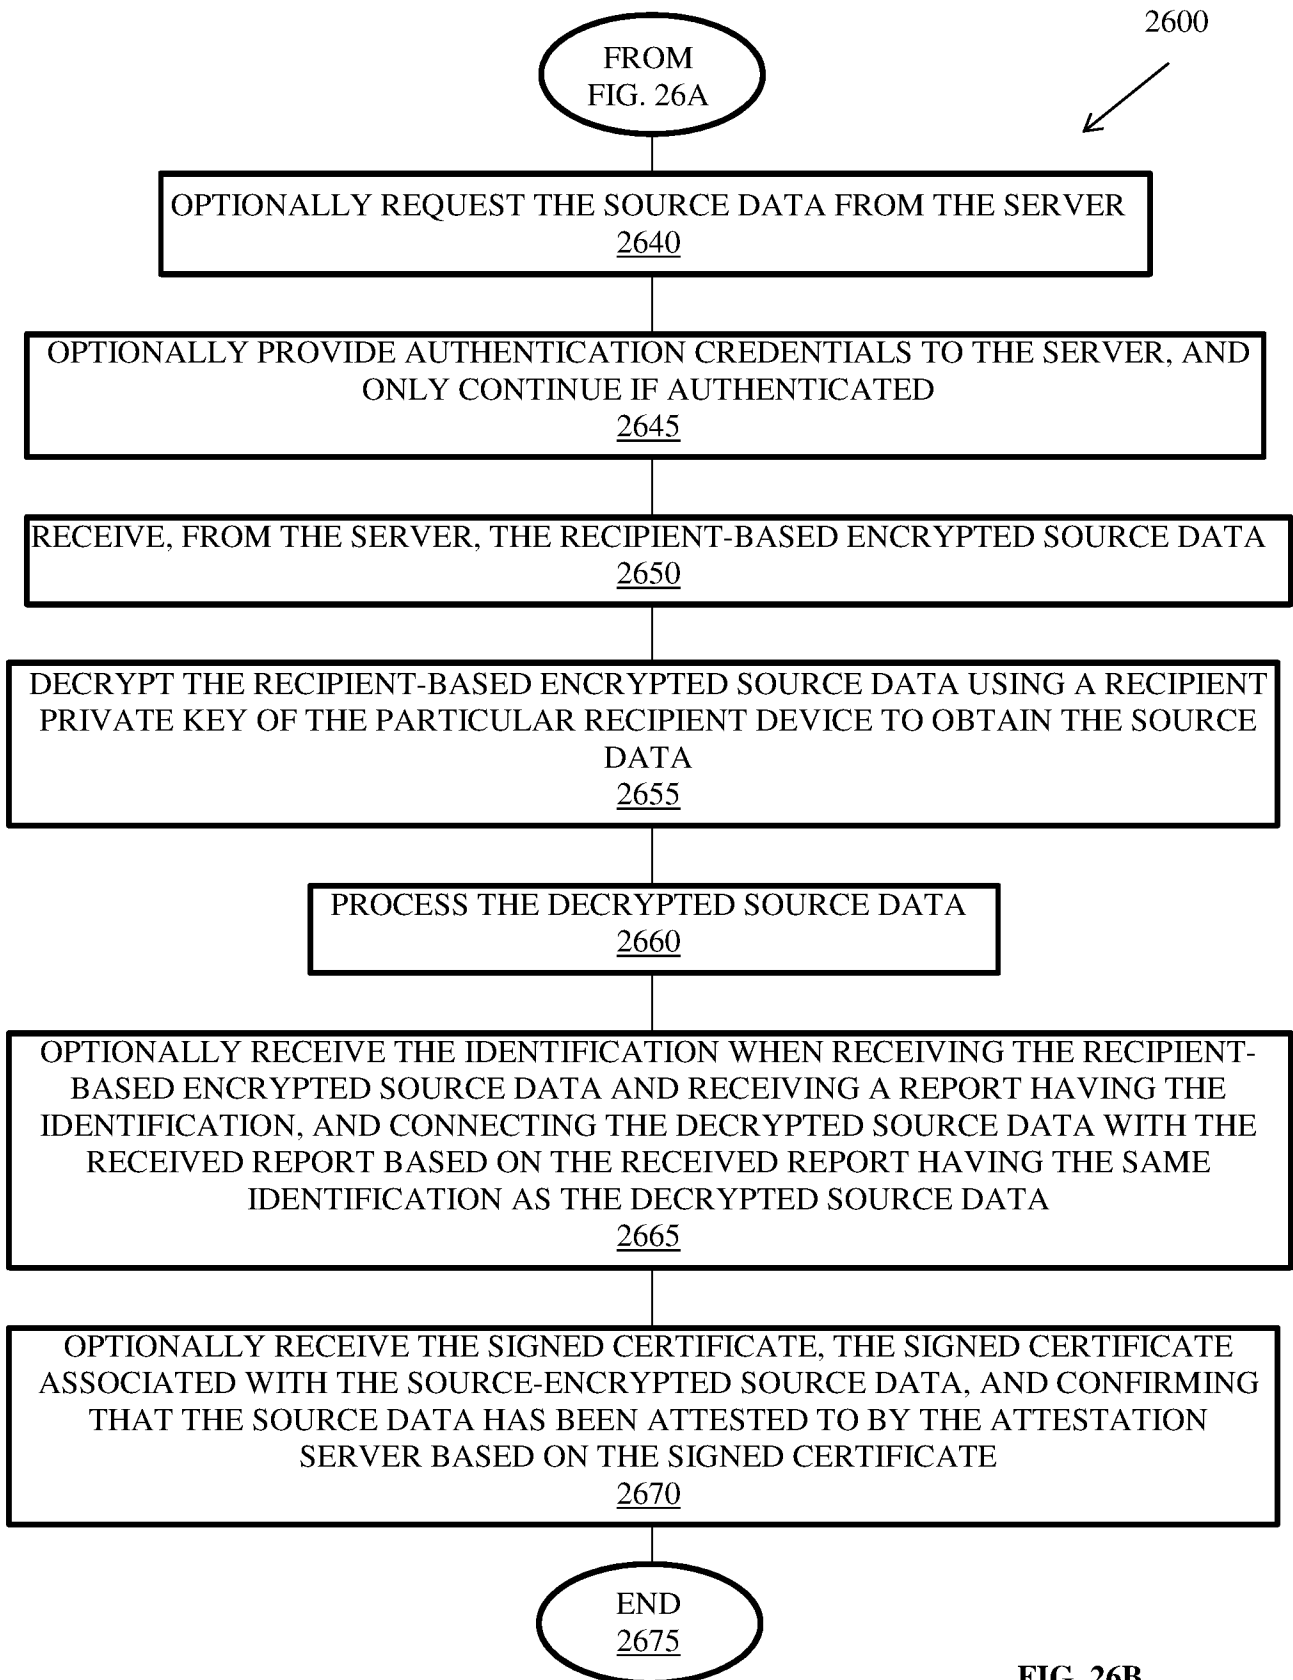 2600
FROM
FIG. 26A
OPTIONALLY REQUEST THE SOURCE DATA FROM THE SERVER
2640
OPTIONALLY PROVIDE AUTHENTICATION CREDENTIALS TO THE SERVER, AND
ONLY CONTINUE IF AUTHENTICATED
2645
RECEIVE, FROM THE SERVER, THE RECIPIENT-BASED ENCRYPTED SOURCE DATA
2650
DECRYPT THE RECIPIENT-BASED ENCRYPTED SOURCE DATA USING A RECIPIENT
PRIVATE KEY OF THE PARTICULAR RECIPIENT DEVICE TO OBTAIN THE SOURCE
DATA
2655
PROCESS THE DECRYPTED SOURCE DATA
2660
OPTIONALLY RECEIVE THE IDENTIFICATION WHEN RECEIVING THE RECIPIENT-
BASED ENCRYPTED SOURCE DATA AND RECEIVING A REPORT HAVING THE
IDENTIFICATION, AND CONNECTING THE DECRYPTED SOURCE DATA WITH THE
RECEIVED REPORT BASED ON THE RECEIVED REPORT HAVING THE SAME
IDENTIFICATION AS THE DECRYPTED SOURCE DATA
2665
OPTIONALLY RECEIVE THE SIGNED CERTIFICATE, THE SIGNED CERTIFICATE
ASSOCIATED WITH THE SOURCE-ENCRYPTED SOURCE DATA, AND CONFIRMING
THAT THE SOURCE DATA HAS BEEN ATTESTED TO BY THE ATTESTATION
SERVER BASED ON THE SIGNED CERTIFICATE
2670
END
2675
FIG. 26B